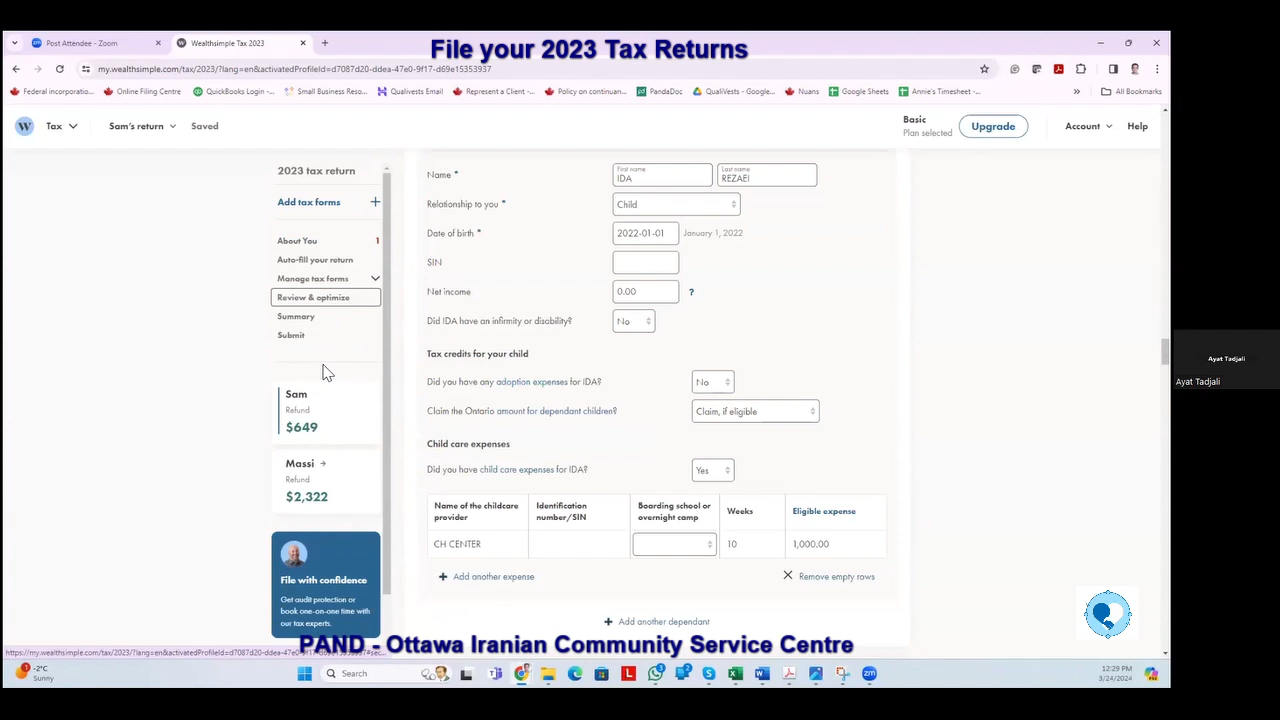 File your 2023 Tax Returns
Post Attendee - Zoom
Wealthsimple Tax 2023
my.wealthsimple.com/tax/2023/?lang=en&activatedProfileId=d7087d20-ddea-47e0-9f17-d69e15353937
Federal incorporatio... Online Filing Centre QuickBooks Login -... Small Business Reso... Qualivests Email Represent a Client -... Policy on continuan... PandaDoc QualiVests - Google... Nuans Google Sheets Annie's Timesheet -... » All Bookmarks
W Tax Sam's return Saved Basic Plan selected Upgrade Account Help
2023 tax return
Add tax forms +
About You 1
Auto-fill your return
Manage tax forms
Review & optimize
Summary
Submit
Sam
Refund
$649
Massi →
Refund
$2,322
File with confidence
Get audit protection or
book one-on-one time with
our tax experts.
Name * First name IDA Last name REZAEI
Relationship to you * Child
Date of birth * 2022-01-01 January 1, 2022
SIN
Net income 0.00 ?
Did IDA have an infirmity or disability? No
Tax credits for your child
Did you have any adoption expenses for IDA? No
Claim the Ontario amount for dependant children? Claim, if eligible
Child care expenses
Did you have child care expenses for IDA? Yes
Name of the childcare provider Identification number/SIN Boarding school or overnight camp Weeks Eligible expense
CH CENTER 10 1,000.00
+ Add another expense × Remove empty rows
+ Add another dependant
PAND - Ottawa Iranian Community Service Centre
Ayat Tadjali
Ayat Tadjali
-2°C
Sunny
Search
12:29 PM
3/24/2024